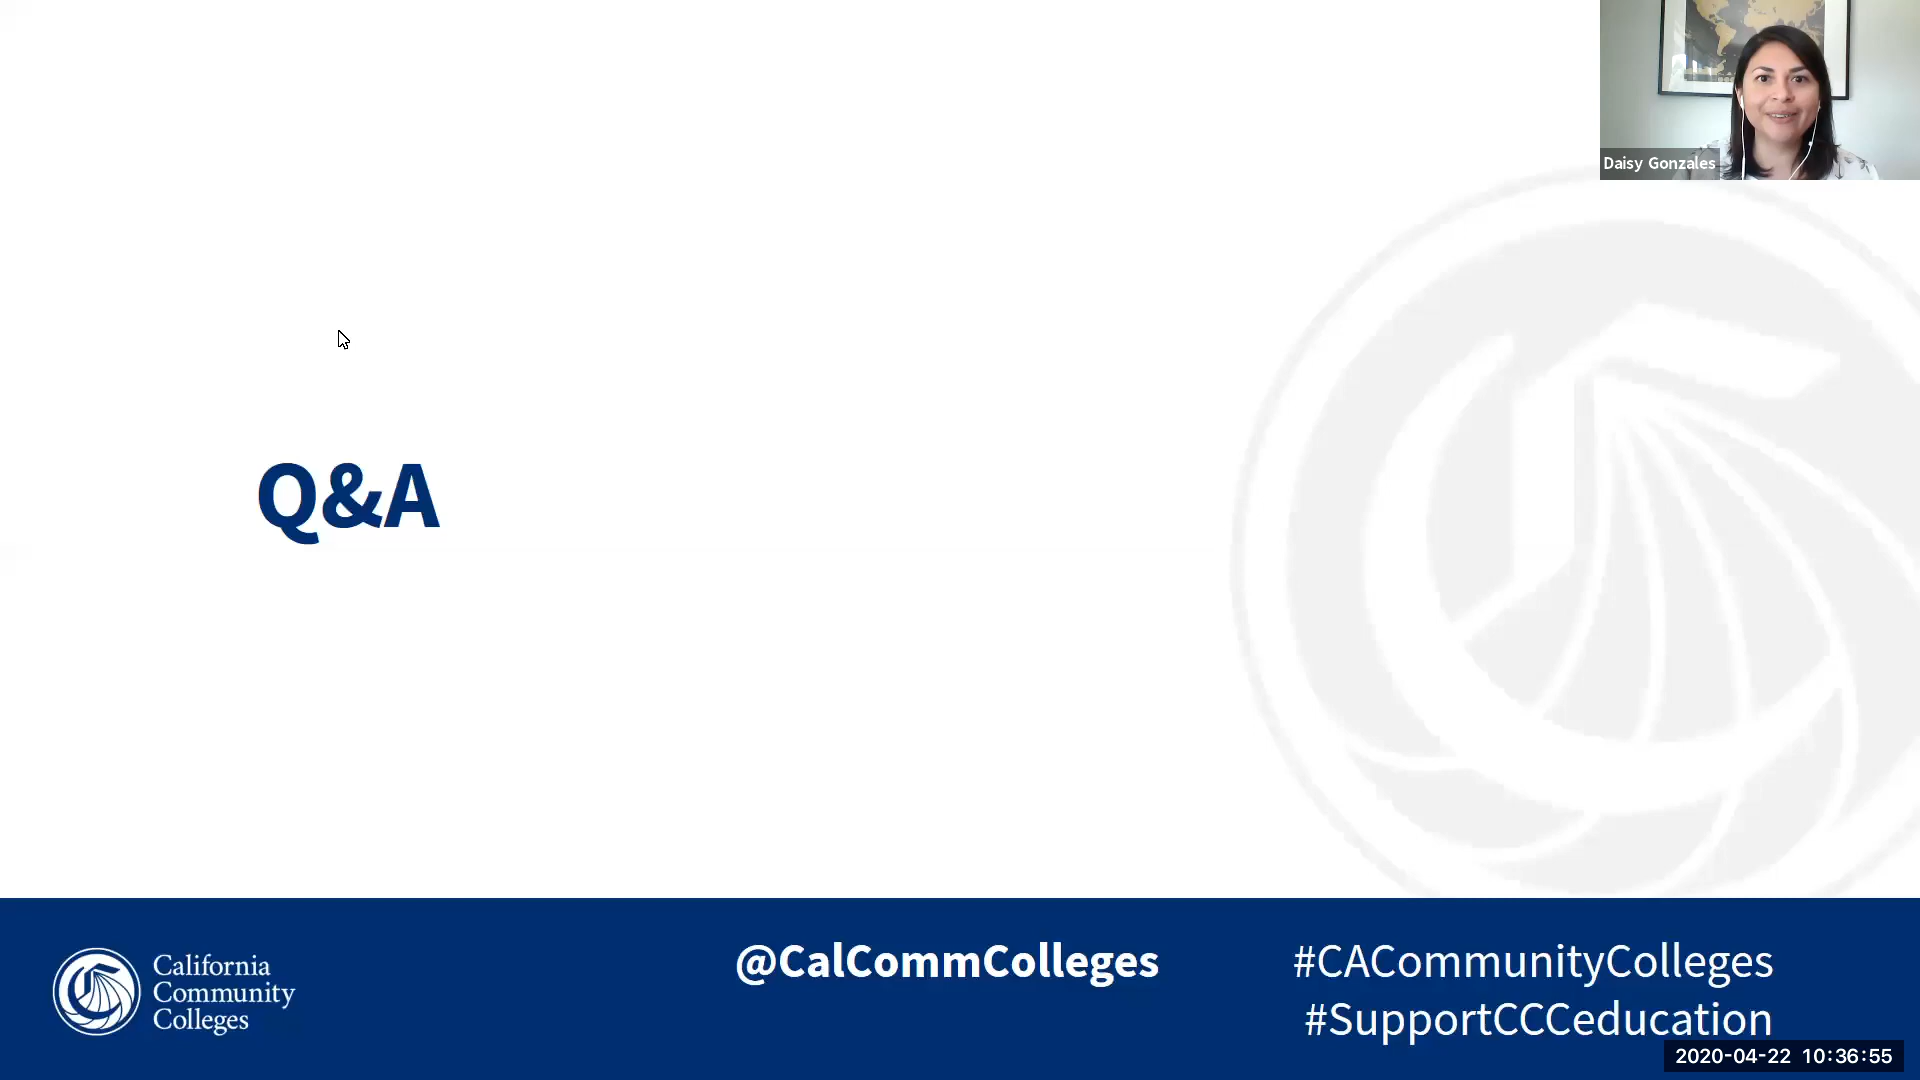 Daisy Gonzales
Q&A
California
Community
Colleges
@CalCommColleges
#CACommunityColleges
#SupportCCCeducation
2020-04-22 10:36:55